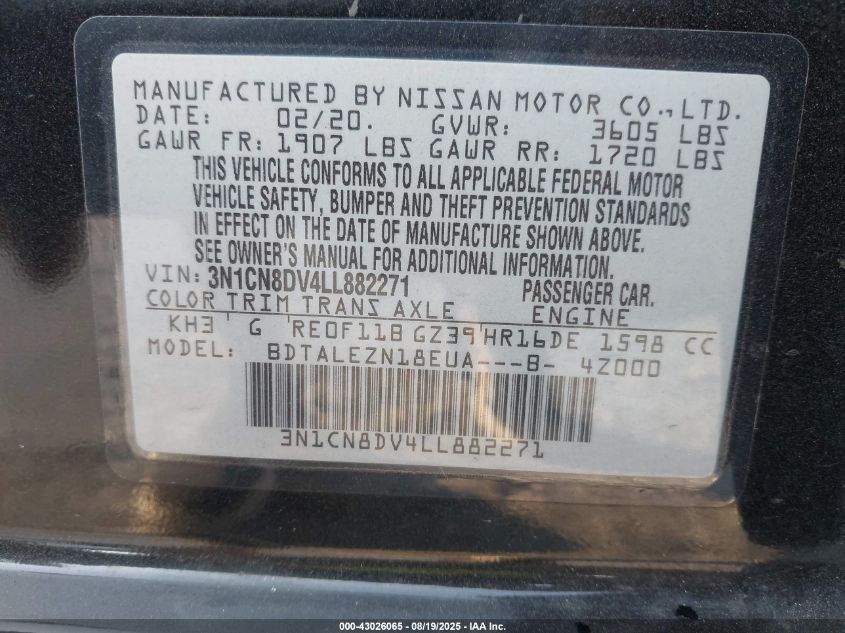 MANUFACTURED BY NISSAN MOTOR CO., LTD.
DATE: 02/20. GVWR: 3605 LBS
GAWR FR: 1907 LBS GAWR RR: 1720 LBS
THIS VEHICLE CONFORMS TO ALL APPLICABLE FEDERAL MOTOR
VEHICLE SAFETY, BUMPER AND THEFT PREVENTION STANDARDS
IN EFFECT ON THE DATE OF MANUFACTURE SHOWN ABOVE.
SEE OWNER'S MANUAL FOR ADDITIONAL INFORMATION.
VIN: 3N1CN8DV4LL882271 PASSENGER CAR.
COLOR TRIM TRANS AXLE ENGINE
KH3 G RE0F11B GZ39 HR16DE 1598 CC
MODEL: BDTALEZN18EUA---B- 4Z000
3N1CN8DV4LL882271
000-43026065 - 08/19/2025 - IAA Inc.